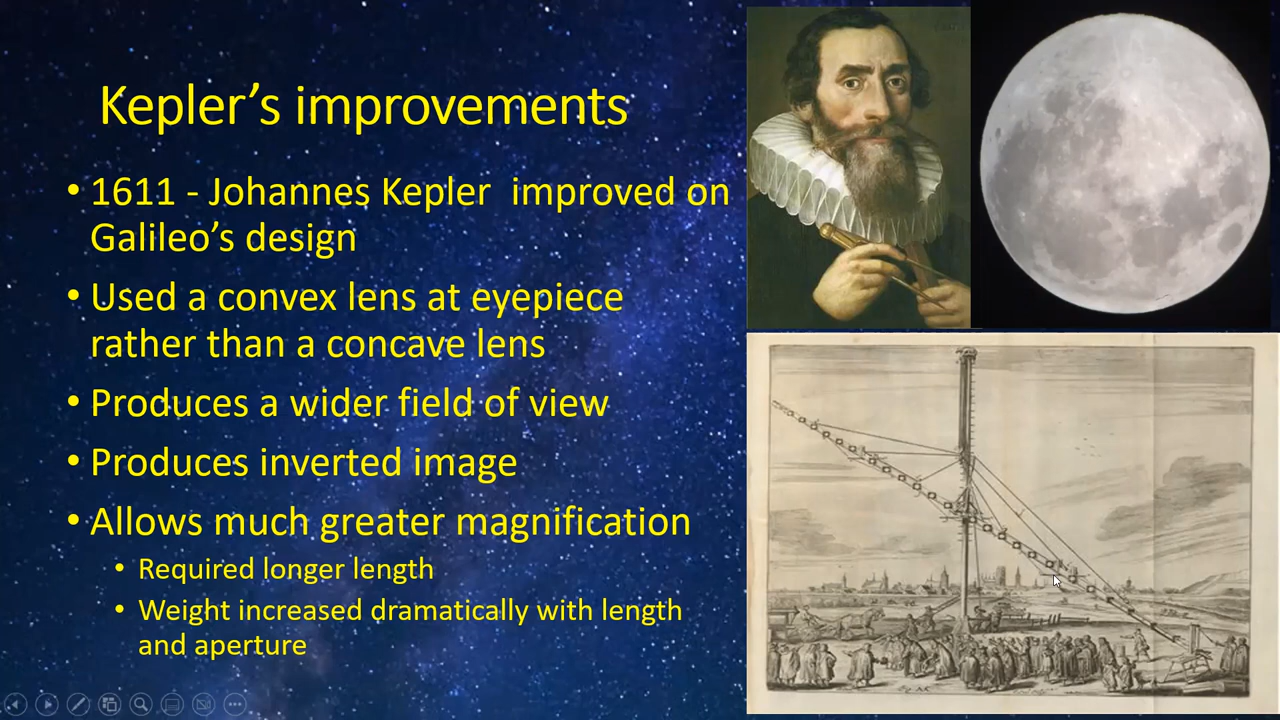 Kepler's improvements
• 1611 - Johannes Kepler  improved on
Galileo's design
• Used a convex lens at eyepiece
rather than a concave lens
• Produces a wider field of view
• Produces inverted image
• Allows much greater magnification
• Required longer length
• Weight increased dramatically with length
and aperture